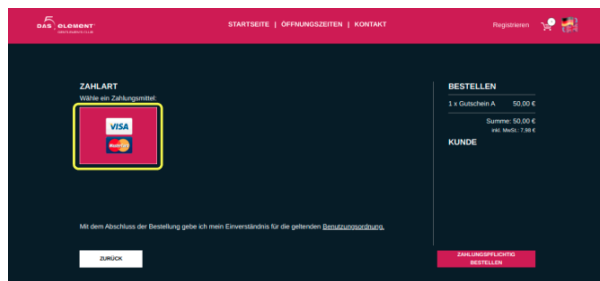 DAS ELEMENT
STARTSEITE | ÖFFNUNGSZEITEN | KONTAKT
Registrieren
ZAHLART
Wähle ein Zahlungsmittel:
VISA
MasterCard
BESTELLEN
1 x Gutschein A 50,00 €
Summe: 50,00 €
inkl. MwSt.: 7,98 €
KUNDE
Mit dem Abschluss der Bestellung gebe ich mein Einverständnis für die geltenden Benutzungsordnung.
ZURÜCK
ZAHLUNGSPFLICHTIG
BESTELLEN